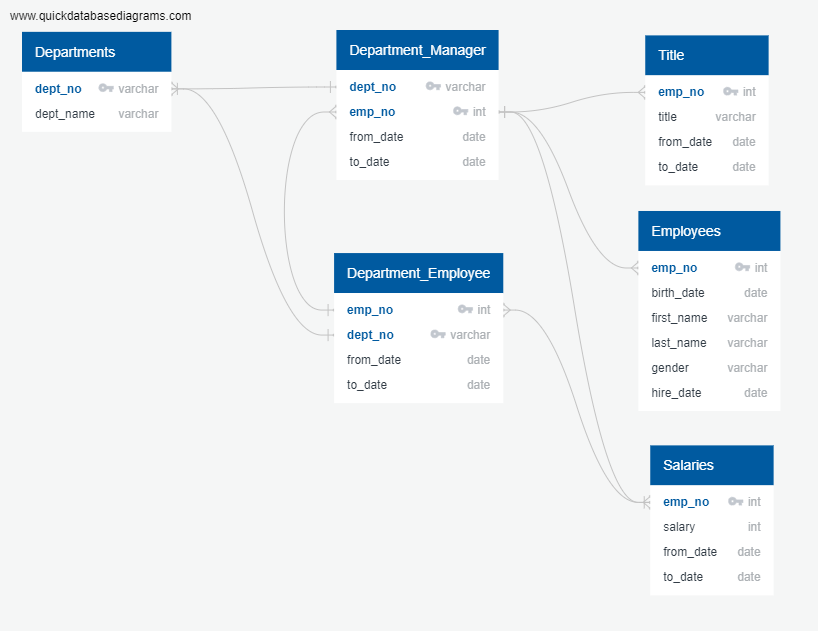 www.quickdatabasediagrams.com
Departments
dept_no varchar
dept_name varchar
Department_Manager
dept_no varchar
emp_no int
from_date date
to_date date
Title
emp_no int
title varchar
from_date date
to_date date
Employees
emp_no int
birth_date date
first_name varchar
last_name varchar
gender varchar
hire_date date
Department_Employee
emp_no int
dept_no varchar
from_date date
to_date date
Salaries
emp_no int
salary int
from_date date
to_date date